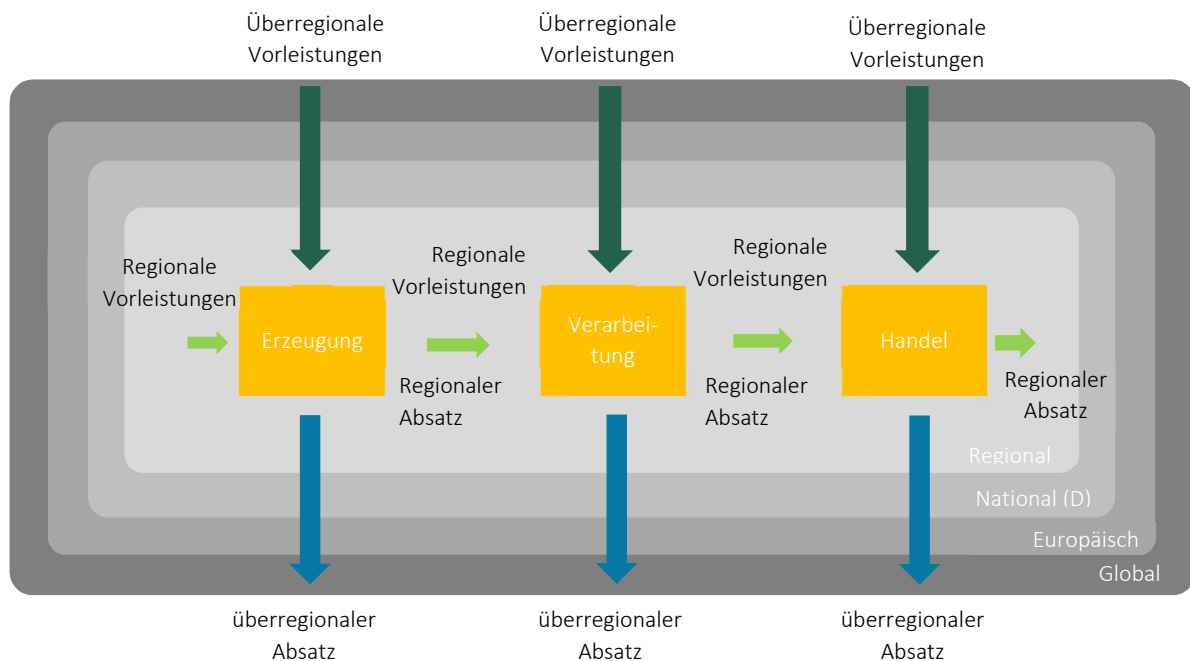 Überregionale
Vorleistungen
Überregionale
Vorleistungen
Überregionale
Vorleistungen
Regionale
Vorleistungen
Erzeugung
Regionale
Vorleistungen
Regionaler
Absatz
Verarbei-
tung
Regionale
Vorleistungen
Regionaler
Absatz
Handel
Regionaler
Absatz
Regional
National (D)
Europäisch
Global
überregionaler
Absatz
überregionaler
Absatz
überregionaler
Absatz